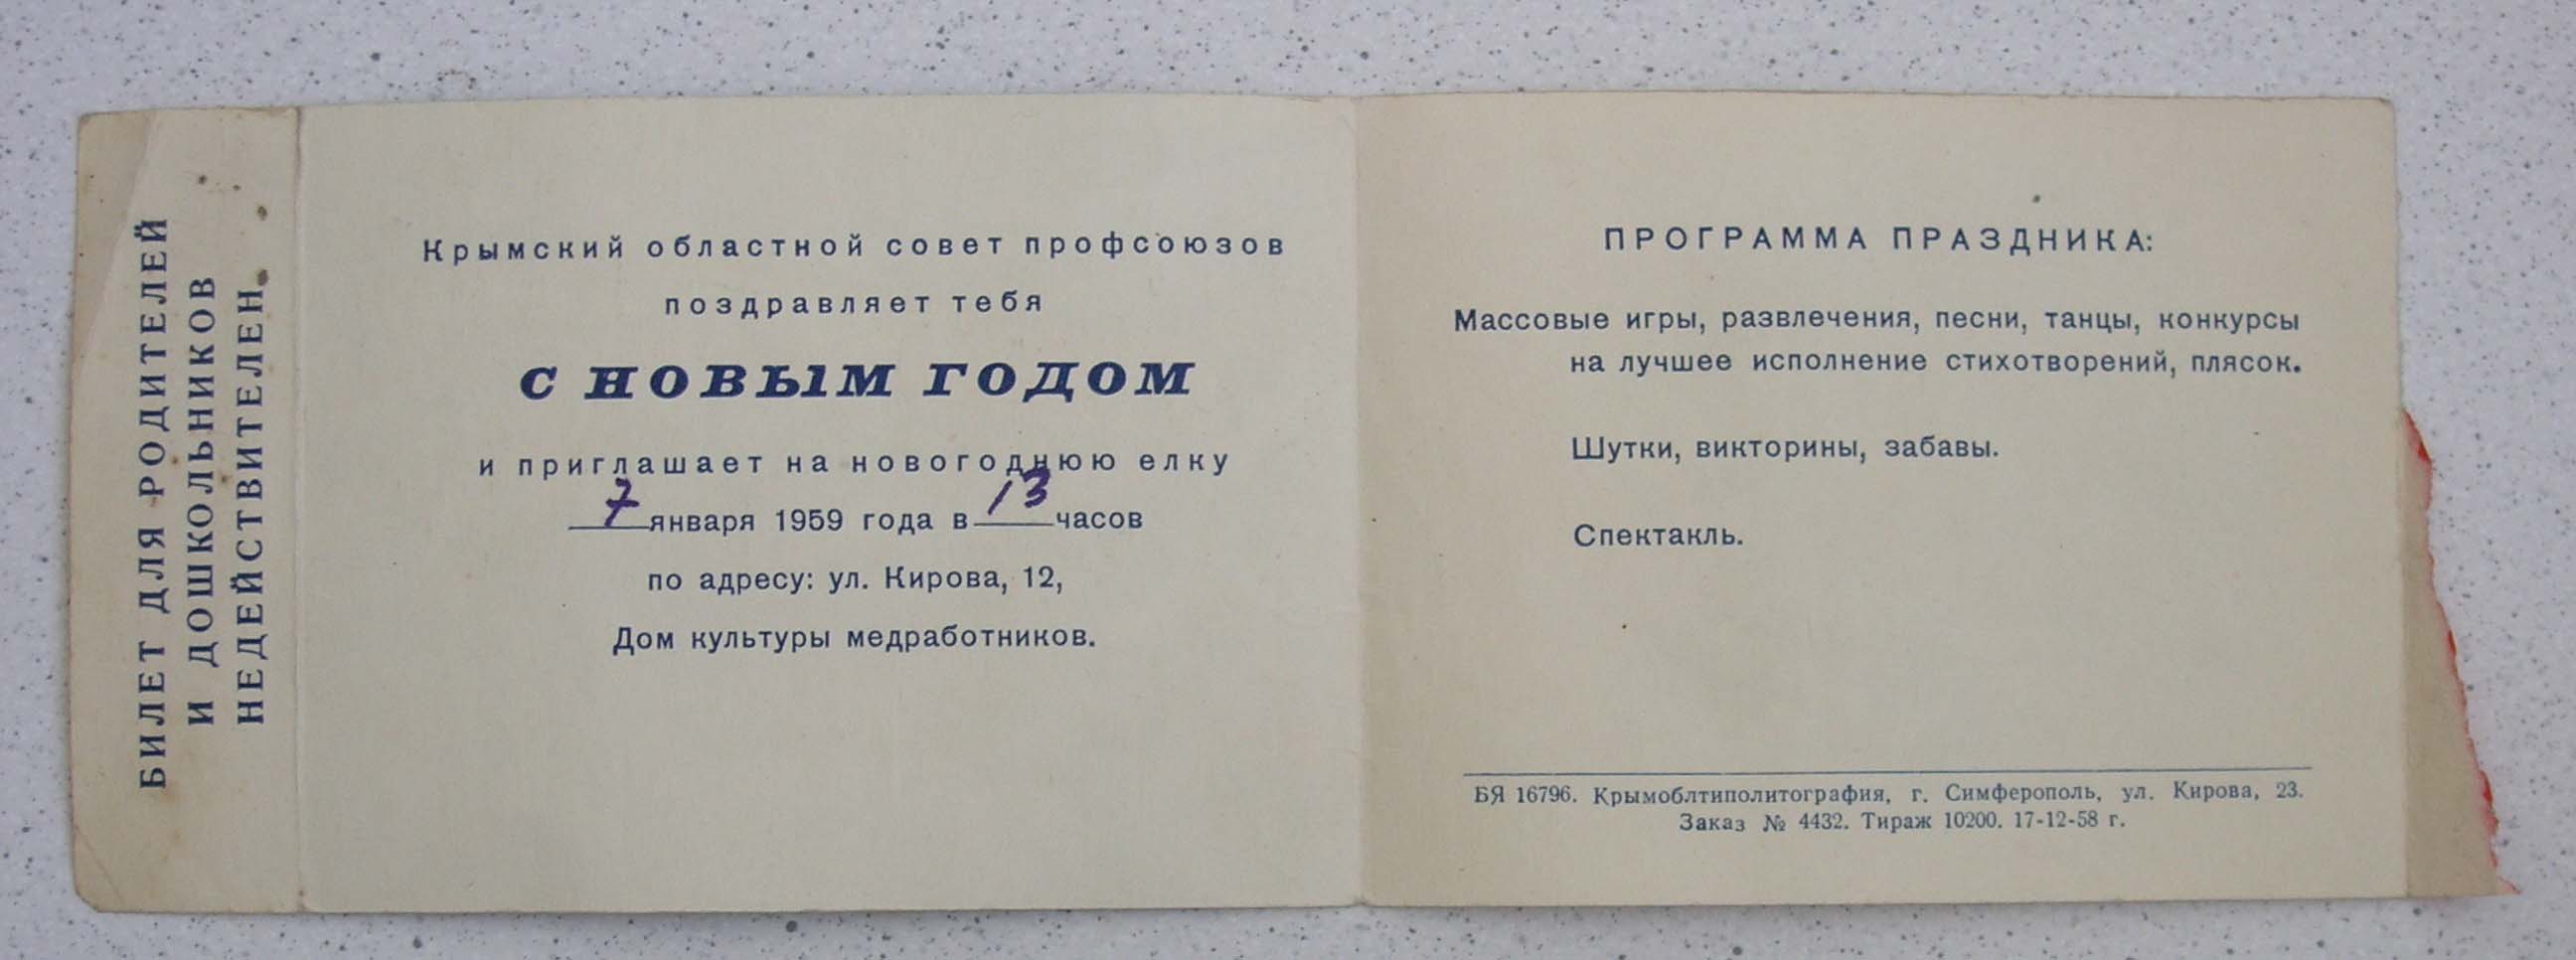 БИЛЕТ ДЛЯ РОДИТЕЛЕЙ
И ДОШКОЛЬНИКОВ
НЕДЕЙСТВИТЕЛЕН
Крымский областной совет профсоюзов
поздравляет тебя
С НОВЫМ ГОДОМ
и приглашает на новогоднюю елку
7 января 1959 года в 13 часов
по адресу: ул. Кирова, 12,
Дом культуры медработников.
ПРОГРАММА ПРАЗДНИКА:
Массовые игры, развлечения, песни, танцы, конкурсы
на лучшее исполнение стихотворений, плясок.
Шутки, викторины, забавы.
Спектакль.
БЯ 16796. Крымоблтиполитография, г. Симферополь, ул. Кирова, 23.
Заказ № 4432. Тираж 10200. 17-12-58 г.